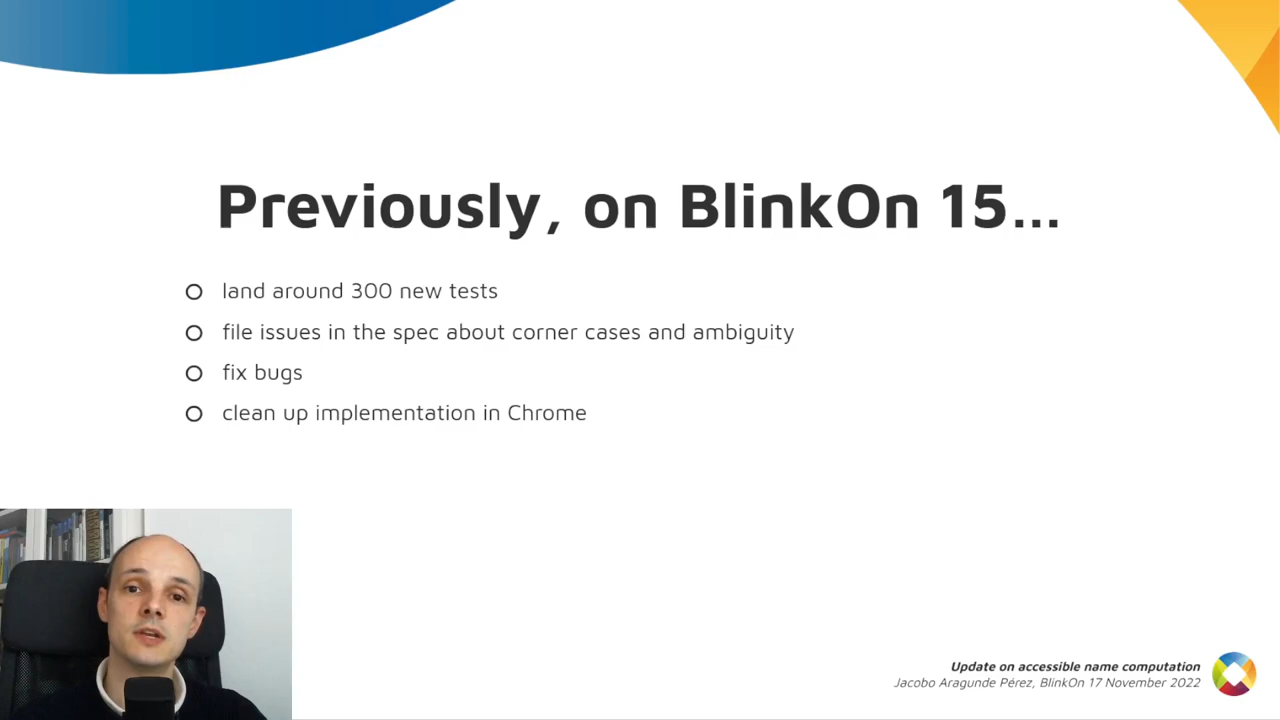 Previously, on BlinkOn 15...
land around 300 new tests
file issues in the spec about corner cases and ambiguity
fix bugs
clean up implementation in Chrome
Update on accessible name computation
Jacobo Aragunde Pérez, BlinkOn 17 November 2022